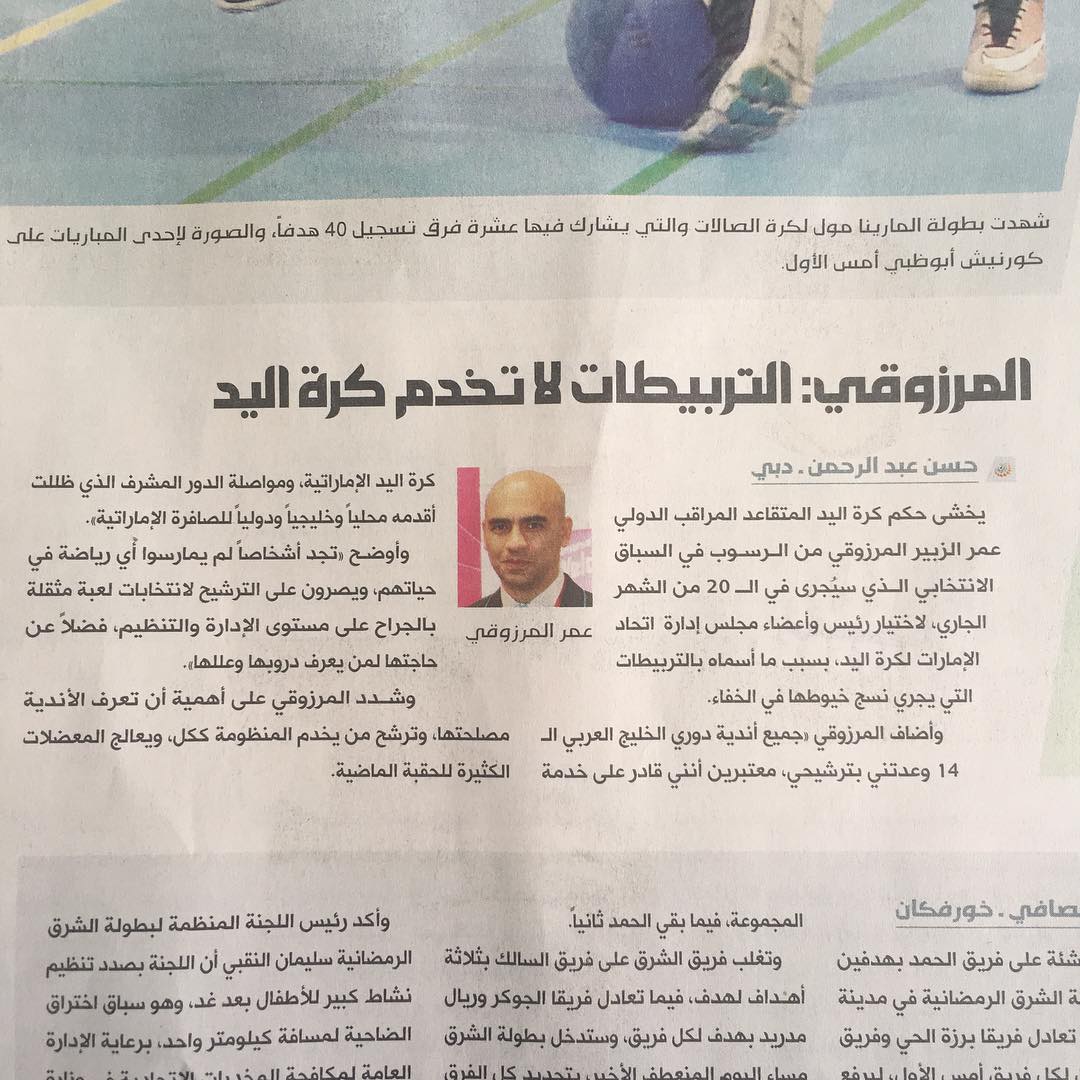 شهدت بطولة المارينا مول لكرة الصالات والتي يشارك فيها عشرة فرق تسجيل 40 هدفاً، والصورة لإحدى المباريات على
كورنيش أبوظبي أمس الأول.
المرزوقي: التربيطات لا تخدم كرة اليد
حسن عبد الرحمن ـ دبي
يخشى حكم كرة اليد المتقاعد المراقب الدولي
عمر الزبير المرزوقي من الرسوب في السباق
الانتخابي الـذي سيُجرى في الـ 20 من الشهر
الجاري، لاختيار رئيس وأعضاء مجلس إدارة اتحاد
الإمارات لكرة اليد، بسبب ما أسماه بالتربيطات
التي يجري نسج خيوطها في الخفاء.
وأضاف المرزوقي «جميع أندية دوري الخليج العربي الـ
14 وعدتني بترشيحي، معتبرين أنني قادر على خدمة
عمر المرزوقي
كرة اليد الإماراتية، ومواصلة الدور المشرف الذي ظللت
أقدمه محلياً وخليجياً ودولياً للصافرة الإماراتية».
وأوضح «تجد أشخاصاً لم يمارسوا أي رياضة في
حياتهم، ويصرون على الترشيح لانتخابات لعبة مثقلة
بالجراح على مستوى الإدارة والتنظيم، فضلاً عن
حاجتها لمن يعرف دروبها وعللها».
وشـدد المرزوقي على أهمية أن تعرف الأندية
مصلحتها، وترشح من يخدم المنظومة ككل، ويعالج المعضلات
الكثيرة للحقبة الماضية.
ـ خورفكان
على فريق الحمد بهدفين
الشرق الرمضانية في مدينة
تعادل فريقا برزة الحي وفريق
لكل فريق أمس الأول، ليرفع
المجموعة، فيما بقي الحمد ثانياً.
وتغلب فريق الشرق على فريق السالك بثلاثة
أهـداف لهدف، فيما تعادل فريقا الجوكر وريال
مدريد بهدف لكل فريق، وستدخل بطولة الشرق
مساء اليوم المنعطف الأخير، بتحديد كل الفرق
وأكد رئيس اللجنة المنظمة لبطولة الشرق
الرمضانية سليمان النقبي أن اللجنة بصدد تنظيم
نشاط كبير للأطفال بعد غد، وهو سباق اختراق
الضاحية لمسافة كيلومتر واحد، برعاية الإدارة
العامة لمكافحة المخدرات الاتحادية في وزارة